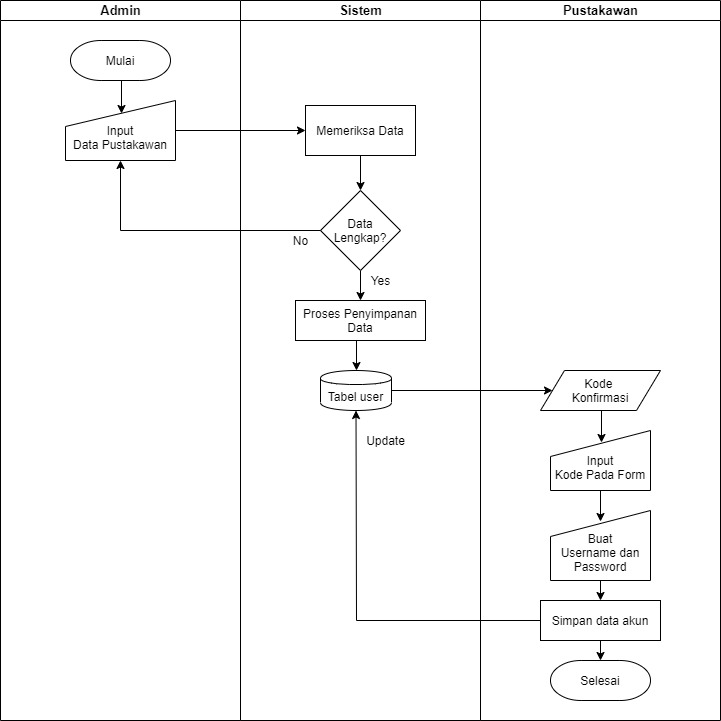 Admin
Sistem
Pustakawan
Mulai
Input
Data Pustakawan
Memeriksa Data
Data
Lengkap?
No
Yes
Proses Penyimpanan
Data
Tabel user
Kode
Konfirmasi
Update
Input
Kode Pada Form
Buat
Username dan
Password
Simpan data akun
Selesai